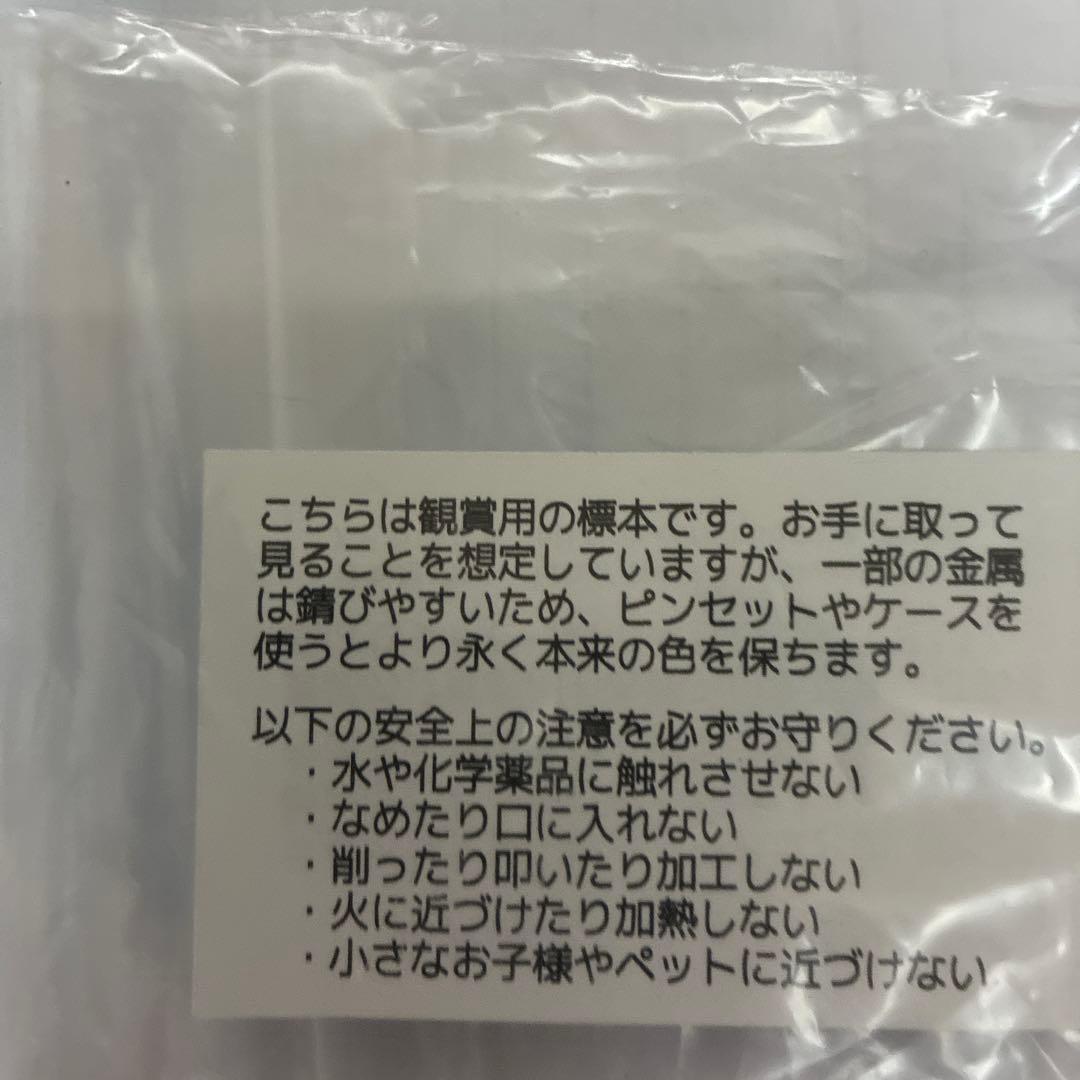 こちらは観賞用の標本です。お手に取って
見ることを想定していますが、一部の金属
は錆びやすいため、ピンセットやケースを
使うとより永く本来の色を保ちます。
以下の安全上の注意を必ずお守りください。
・水や化学薬品に触れさせない
・なめたり口に入れない
・削ったり叩いたり加工しない
・火に近づけたり加熱しない
・小さなお子様やペットに近づけない